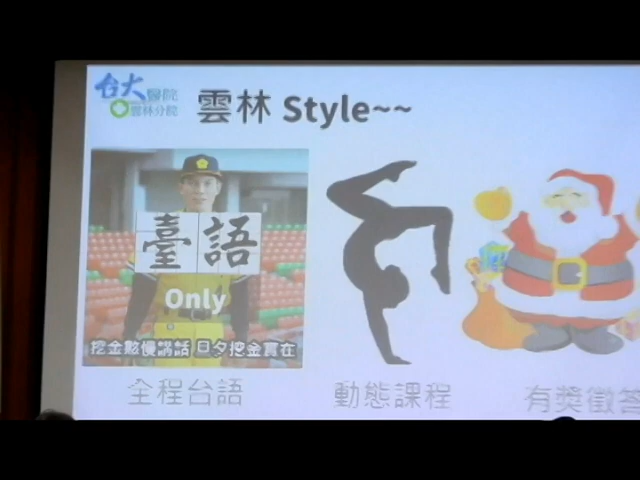 台大醫院
雲林分院
雲林 Style~~
臺語
Only
全程台語
動態課程
有獎徵答